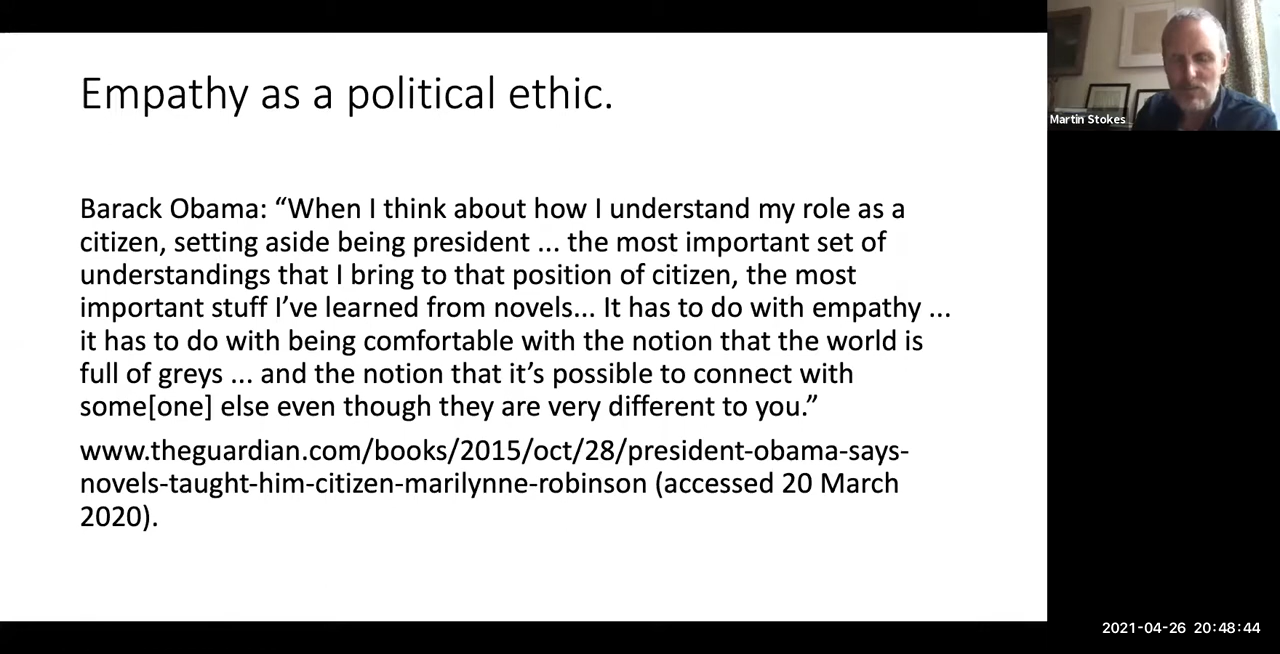 Empathy as a political ethic.
Barack Obama: “When I think about how I understand my role as a
citizen, setting aside being president ... the most important set of
understandings that I bring to that position of citizen, the most
important stuff I’ve learned from novels... It has to do with empathy ...
it has to do with being comfortable with the notion that the world is
full of greys ... and the notion that it’s possible to connect with
some[one] else even though they are very different to you.”
www.theguardian.com/books/2015/oct/28/president-obama-says-
novels-taught-him-citizen-marilynne-robinson (accessed 20 March
2020).
Martin Stokes
2021-04-26 20:48:44